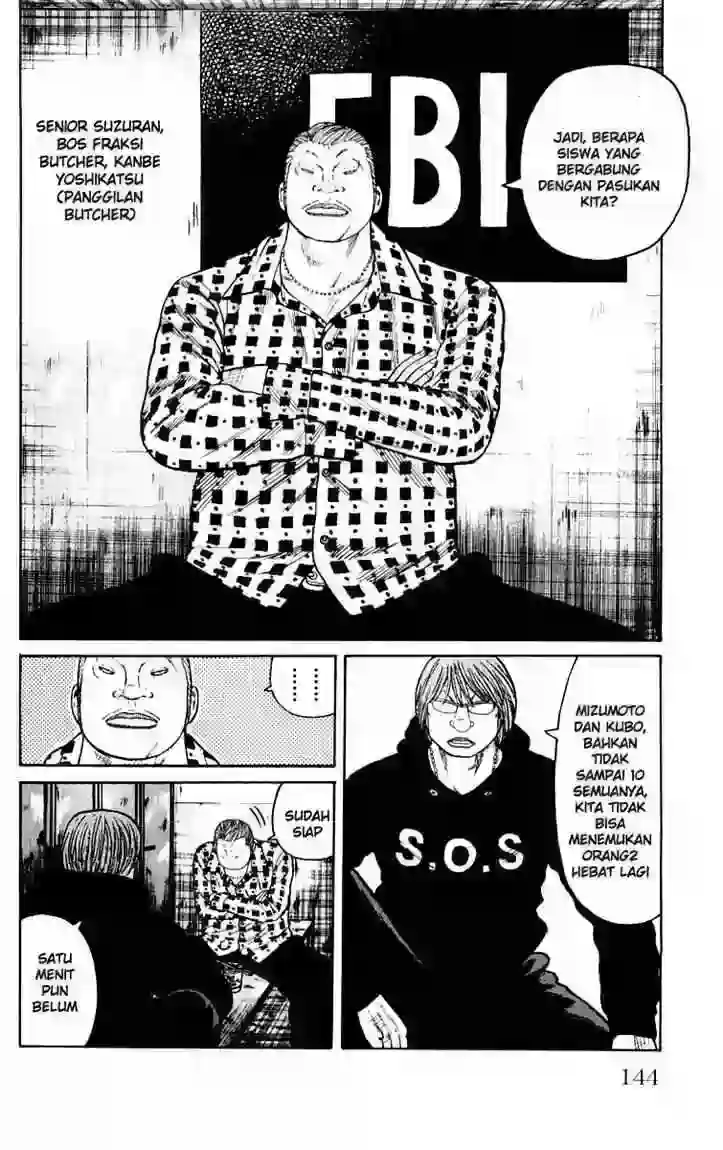 SENIOR SUZURAN,
BOS FRAKSI
BUTCHER, KANBE
YOSHIKATSU
(PANGGILAN
BUTCHER)
FBI
JADI, BERAPA
SISWA YANG
BERGABUNG
DENGAN PASUKAN
KITA?
MIZUMOTO
DAN KUBO,
BAHKAN
TIDAK
SAMPAI 10
SEMUANYA,
KITA TIDAK
BISA
MENEMUKAN
ORANG2
HEBAT LAGI
S.O.S
SUDAH
SIAP
SATU
MENIT
PUN
BELUM
144